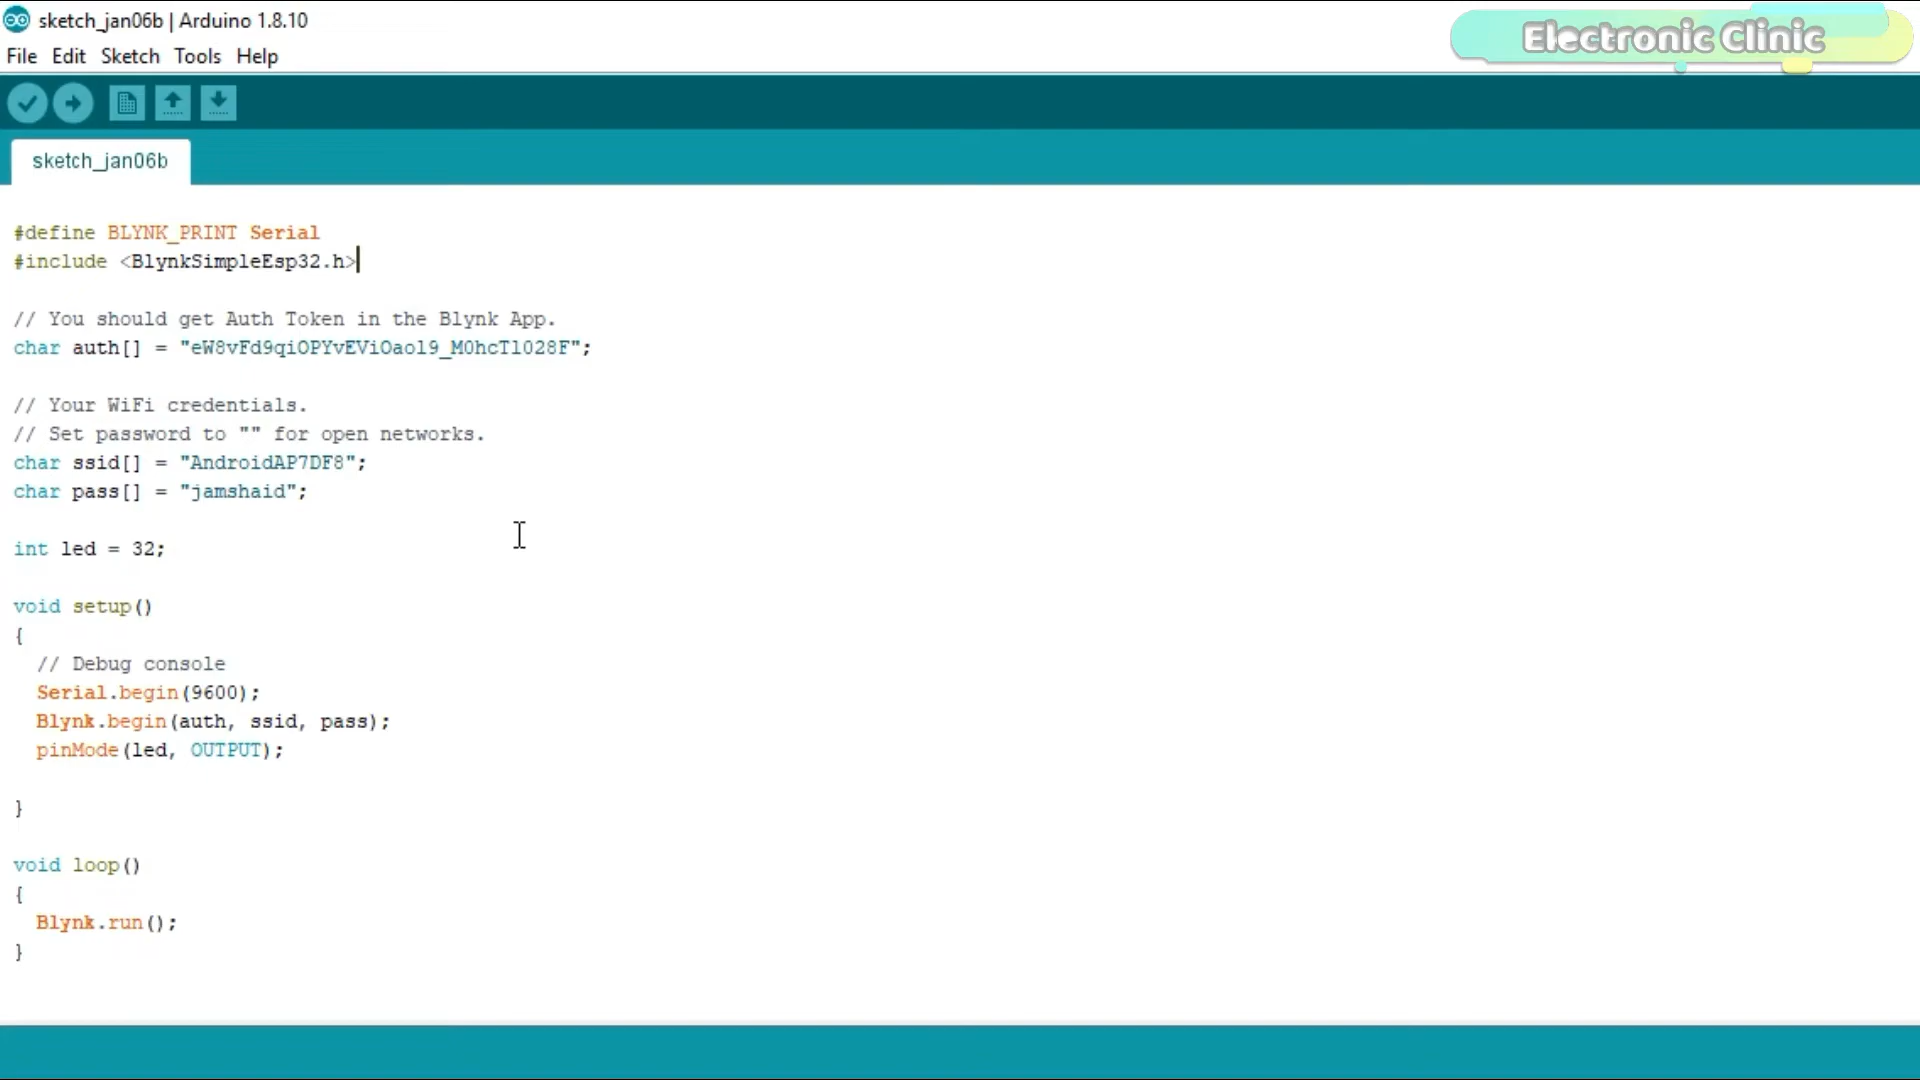 sketch_jan06b | Arduino 1.8.10
Electronic Clinic
File Edit Sketch Tools Help
sketch_jan06b
#define BLYNK_PRINT Serial
#include <BlynkSimpleEsp32.h>
// You should get Auth Token in the Blynk App.
char auth[] = "eW8vFd9qiOPYvEViOaol9_M0hcTl028F";
// Your WiFi credentials.
// Set password to "" for open networks.
char ssid[] = "AndroidAP7DF8";
char pass[] = "jamshaid";
int led = 32;
void setup()
{
// Debug console
Serial.begin(9600);
Blynk.begin(auth, ssid, pass);
pinMode(led, OUTPUT);
}
void loop()
{
Blynk.run();
}